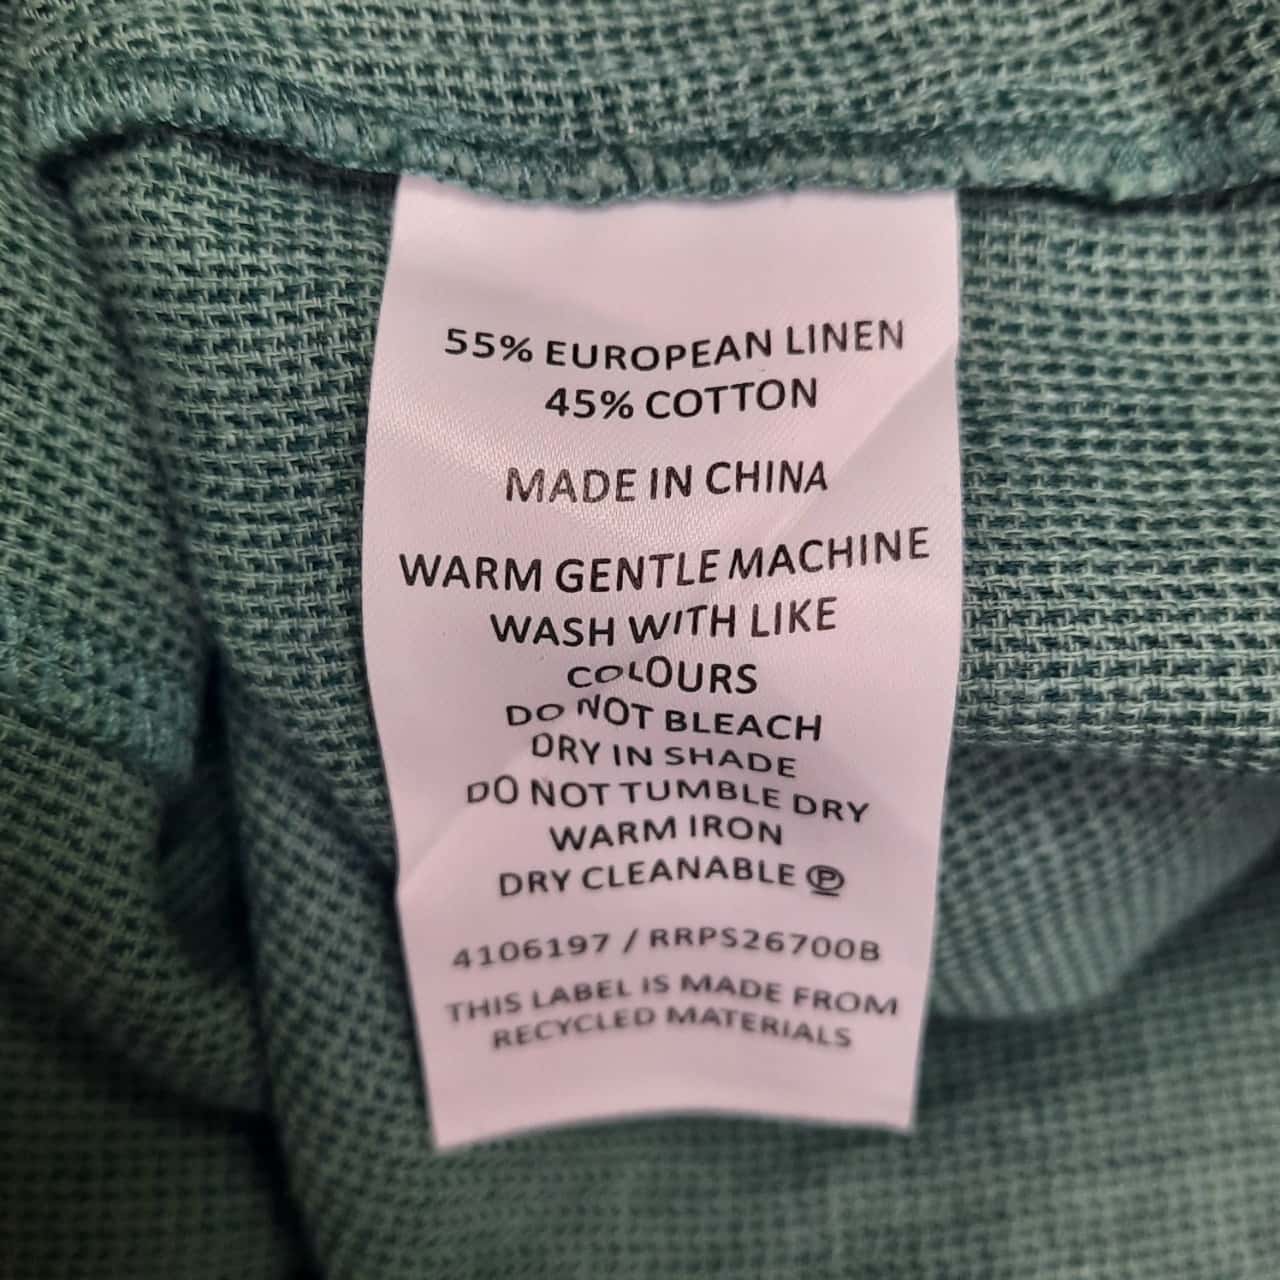 55% EUROPEAN LINEN
45% COTTON
MADE IN CHINA
WARM GENTLE MACHINE
WASH WITH LIKE
COLOURS
DO NOT BLEACH
DRY IN SHADE
DO NOT TUMBLE DRY
WARM IRON
DRY CLEANABLE Ⓟ
4106197 / RRPS26700B
THIS LABEL IS MADE FROM
RECYCLED MATERIALS